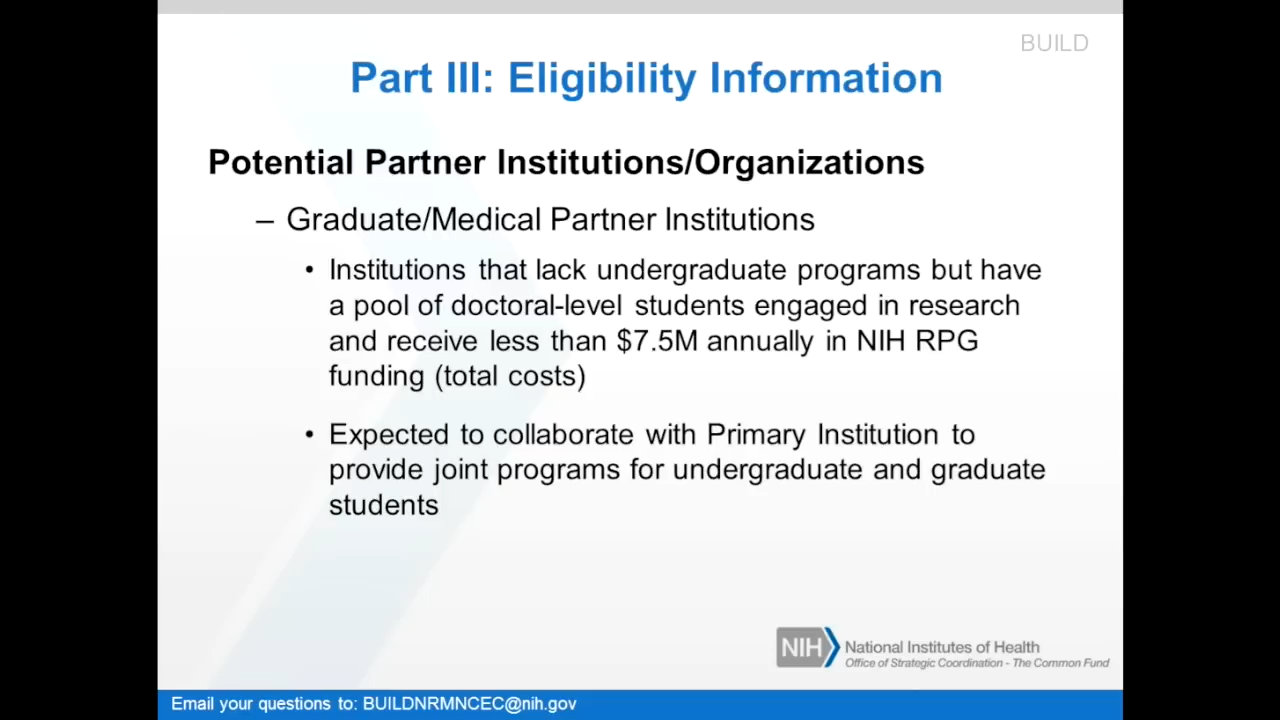 BUILD
Part III: Eligibility Information
Potential Partner Institutions/Organizations
– Graduate/Medical Partner Institutions
• Institutions that lack undergraduate programs but have
a pool of doctoral-level students engaged in research
and receive less than $7.5M annually in NIH RPG
funding (total costs)
• Expected to collaborate with Primary Institution to
provide joint programs for undergraduate and graduate
students
NIH National Institutes of Health
Office of Strategic Coordination - The Common Fund
Email your questions to: BUILDNRMNCEC@nih.gov